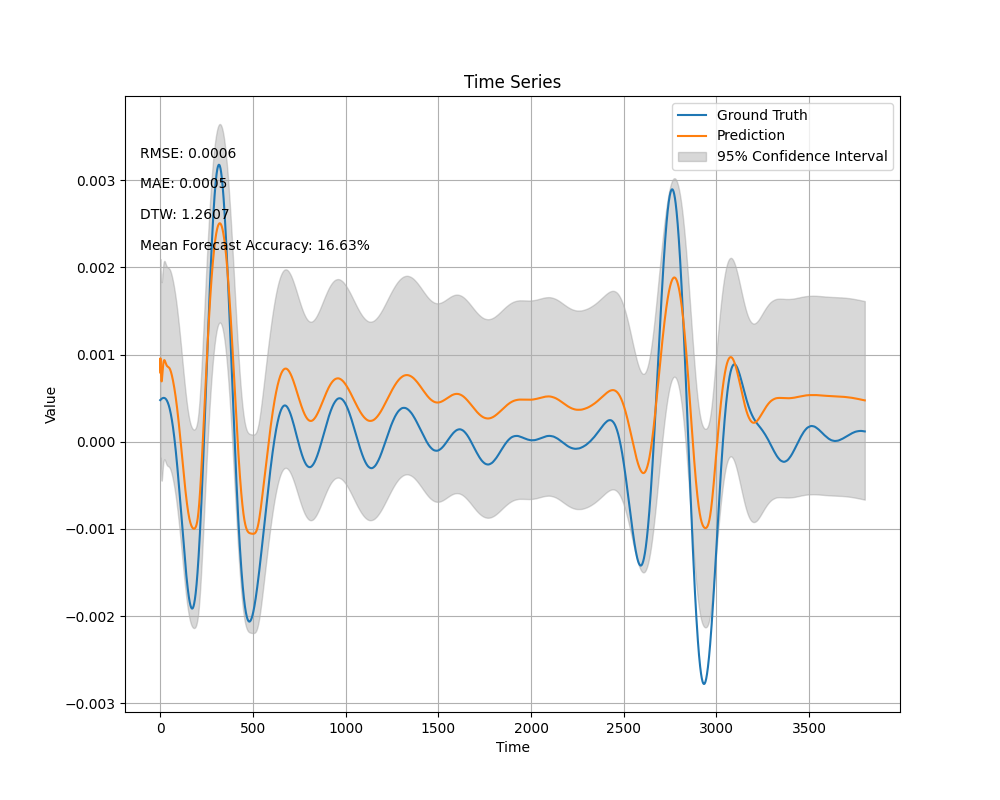 Time Series
Ground Truth
Prediction
95% Confidence Interval
RMSE: 0.0006
MAE: 0.0005
DTW: 1.2607
Mean Forecast Accuracy: 16.63%
Value
0.003
0.002
0.001
0.000
−0.001
−0.002
−0.003
0 500 1000 1500 2000 2500 3000 3500
Time